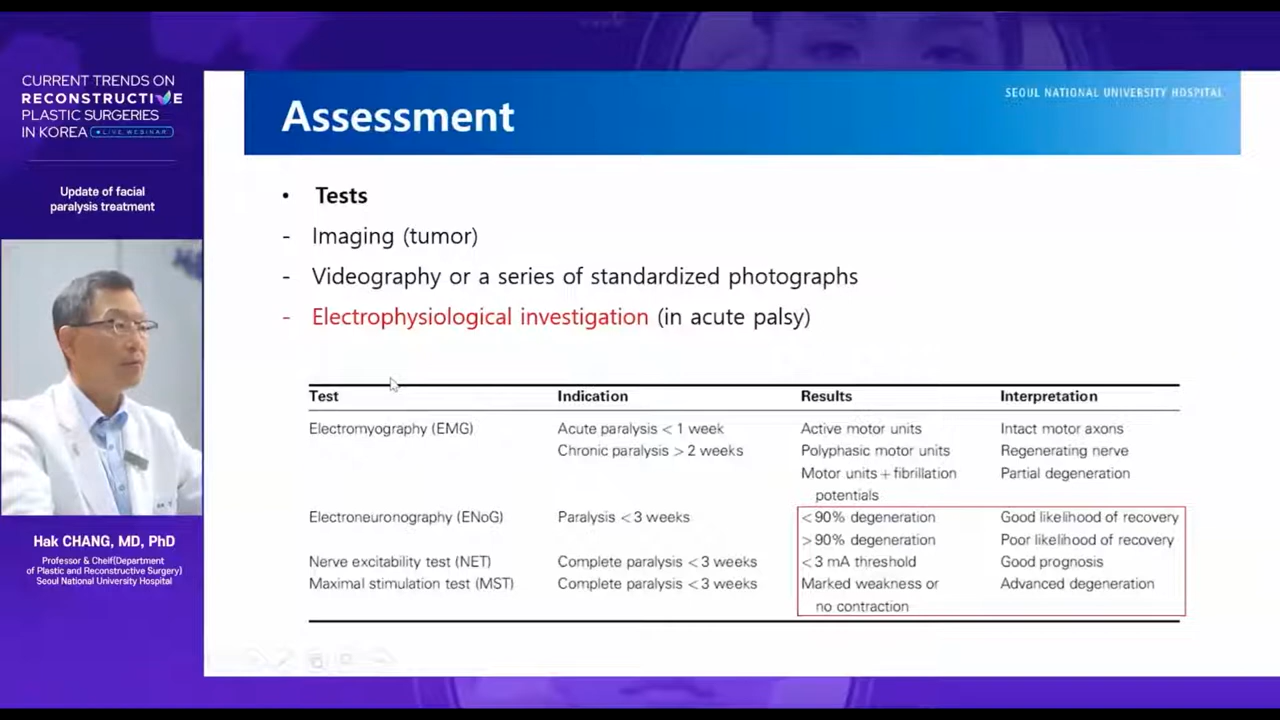 CURRENT TRENDS ON
RECONSTRUCTIVE
PLASTIC SURGERIES
IN KOREA LIVE WEBINAR
Update of facial
paralysis treatment
Hak CHANG, MD, PhD
Professor & Cheif(Department
of Plastic and Reconstructive Surgery)
Seoul National University Hospital
SEOUL NATIONAL UNIVERSITY HOSPITAL
Assessment
• Tests
- Imaging (tumor)
- Videography or a series of standardized photographs
- Electrophysiological investigation (in acute palsy)
Test Indication Results Interpretation
Electromyography (EMG) Acute paralysis < 1 week Active motor units Intact motor axons
Chronic paralysis > 2 weeks Polyphasic motor units Regenerating nerve
Motor units + fibrillation Partial degeneration
potentials
Electroneuronography (ENoG) Paralysis < 3 weeks < 90% degeneration Good likelihood of recovery
> 90% degeneration Poor likelihood of recovery
Nerve excitability test (NET) Complete paralysis < 3 weeks < 3 mA threshold Good prognosis
Maximal stimulation test (MST) Complete paralysis < 3 weeks Marked weakness or Advanced degeneration
no contraction